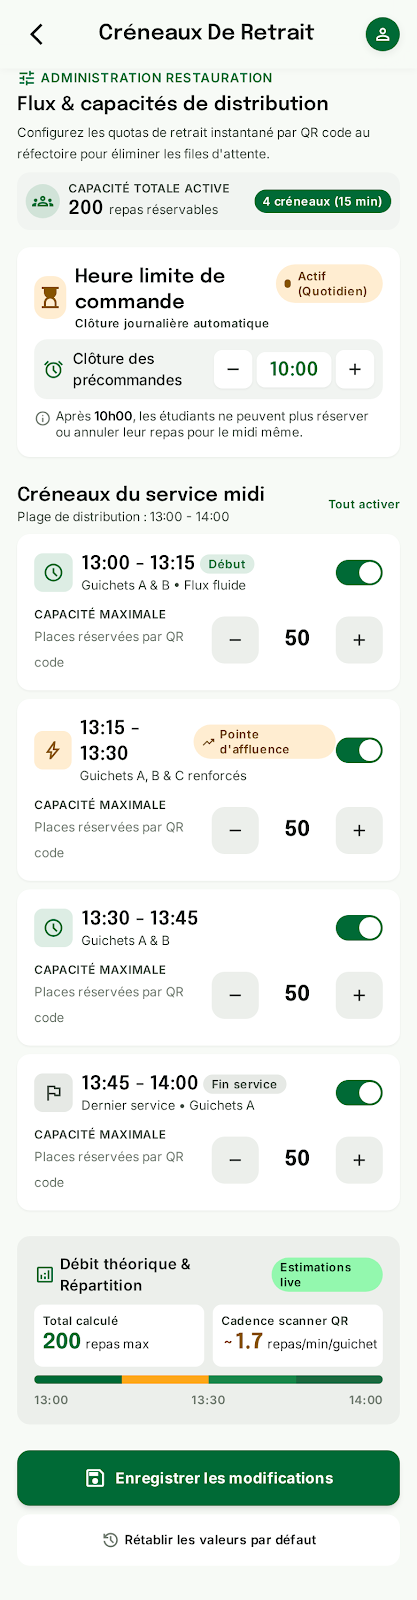 Créneaux De Retrait
ADMINISTRATION RESTAURATION
Flux & capacités de distribution
Configurez les quotas de retrait instantané par QR code au
réfectoire pour éliminer les files d'attente.
CAPACITÉ TOTALE ACTIVE
200 repas réservables
4 créneaux (15 min)
Heure limite de
commande
Actif
(Quotidien)
Clôture journalière automatique
Clôture des
précommandes
− 10:00 +
Après 10h00, les étudiants ne peuvent plus réserver
ou annuler leur repas pour le midi même.
Créneaux du service midi
Plage de distribution : 13:00 - 14:00
Tout activer
13:00 - 13:15 Début
Guichets A & B • Flux fluide
CAPACITÉ MAXIMALE
Places réservées par QR
code
− 50 +
13:15 -
13:30
Pointe
d'affluence
Guichets A, B & C renforcés
CAPACITÉ MAXIMALE
Places réservées par QR
code
− 50 +
13:30 - 13:45
Guichets A & B
CAPACITÉ MAXIMALE
Places réservées par QR
code
− 50 +
13:45 - 14:00 Fin service
Dernier service • Guichets A
CAPACITÉ MAXIMALE
Places réservées par QR
code
− 50 +
Débit théorique &
Répartition
Estimations
live
Total calculé
200 repas max
Cadence scanner QR
~1.7 repas/min/guichet
13:00 13:30 14:00
Enregistrer les modifications
Rétablir les valeurs par défaut